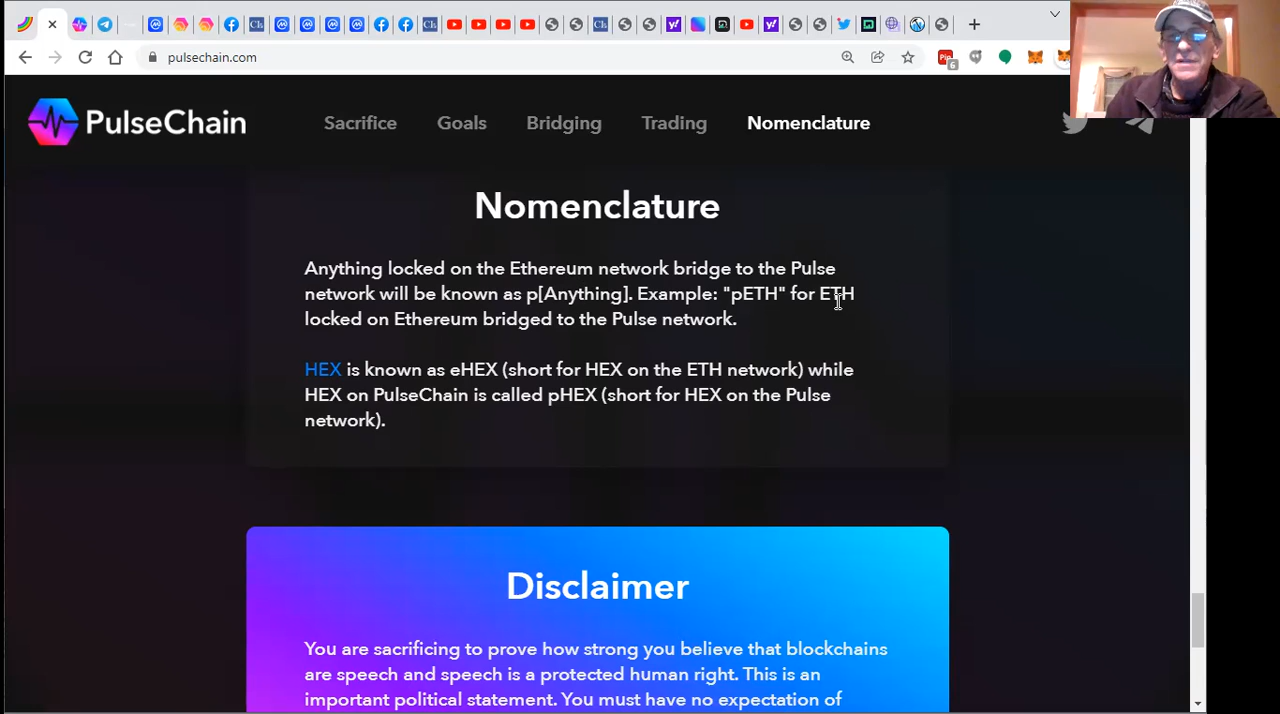 pulsechain.com
6
PulseChain
Sacrifice Goals Bridging Trading Nomenclature
Nomenclature
Anything locked on the Ethereum network bridge to the Pulse
network will be known as p[Anything]. Example: "pETH" for ETH
locked on Ethereum bridged to the Pulse network.
HEX is known as eHEX (short for HEX on the ETH network) while
HEX on PulseChain is called pHEX (short for HEX on the Pulse
network).
Disclaimer
You are sacrificing to prove how strong you believe that blockchains
are speech and speech is a protected human right. This is an
important political statement. You must have no expectation of